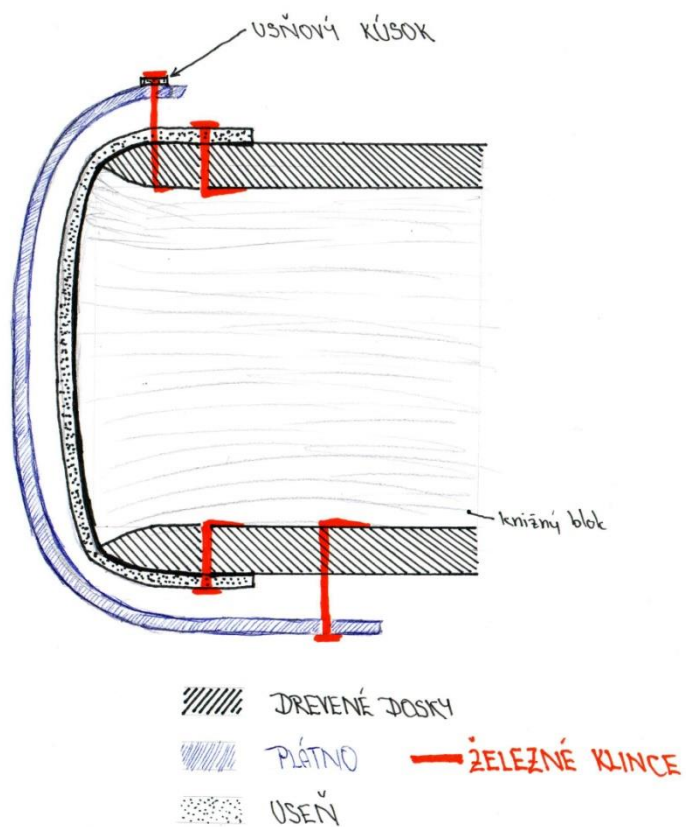 USŇOVÝ KÚSOK
knižný blok
DREVENÉ DOSKY
PLÁTNO
ŽELEZNÉ KLINCE
USEŇ